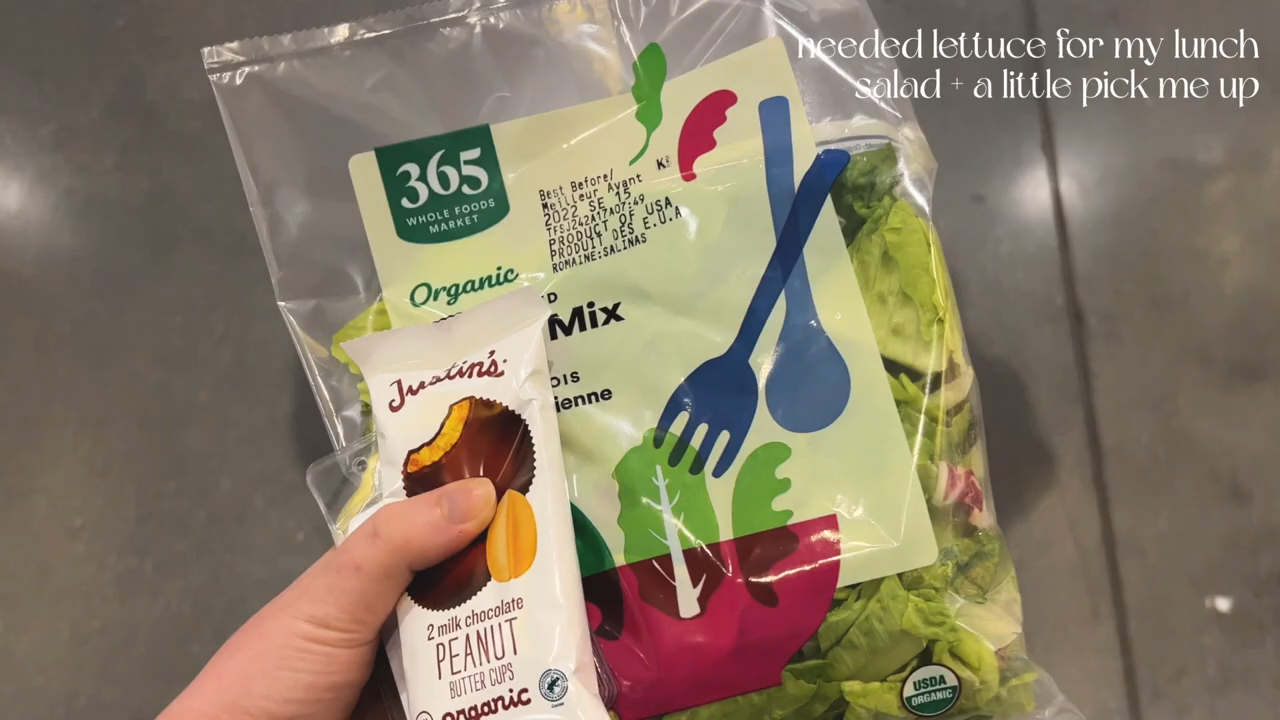 needed lettuce for my lunch
salad + a little pick me up
365
WHOLE FOODS
MARKET
Best Before/
Meilleur Avant
2022 SE 15
TFSJ242A17A07:49
PRODUCT OF USA
PRODUIT DES E.U.A
ROMAINE:SALINAS
Organic
Mix
Justin's
2 milk chocolate
PEANUT
BUTTER CUPS
organic
USDA
ORGANIC